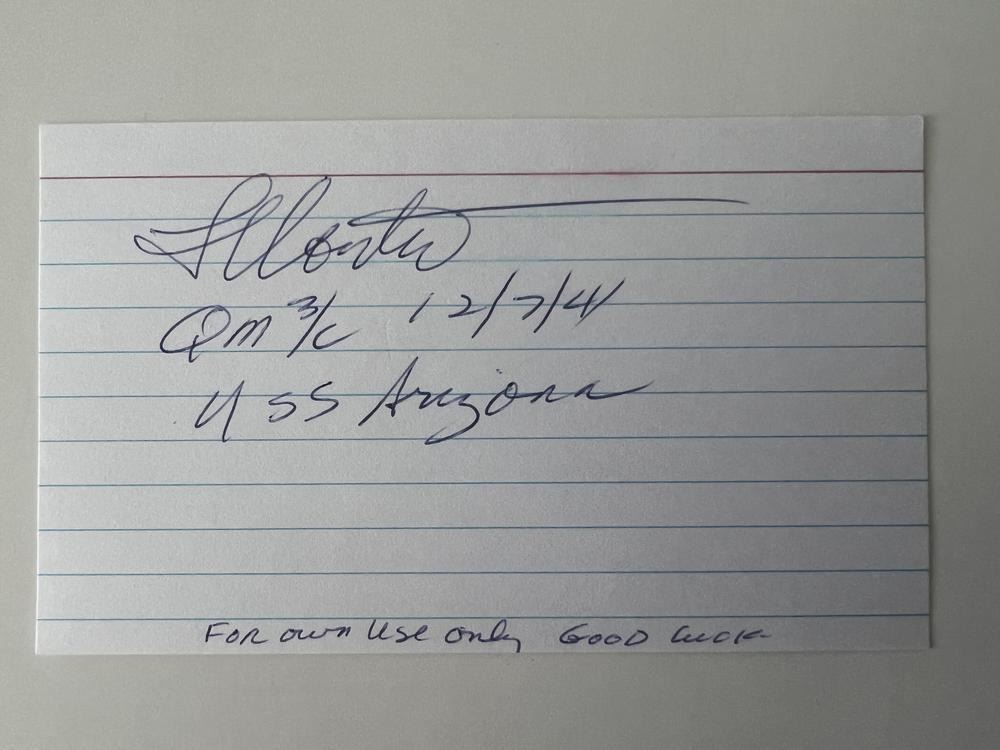 QM 3/c 12/7/41
USS Arizona
For own Use only Good Luck